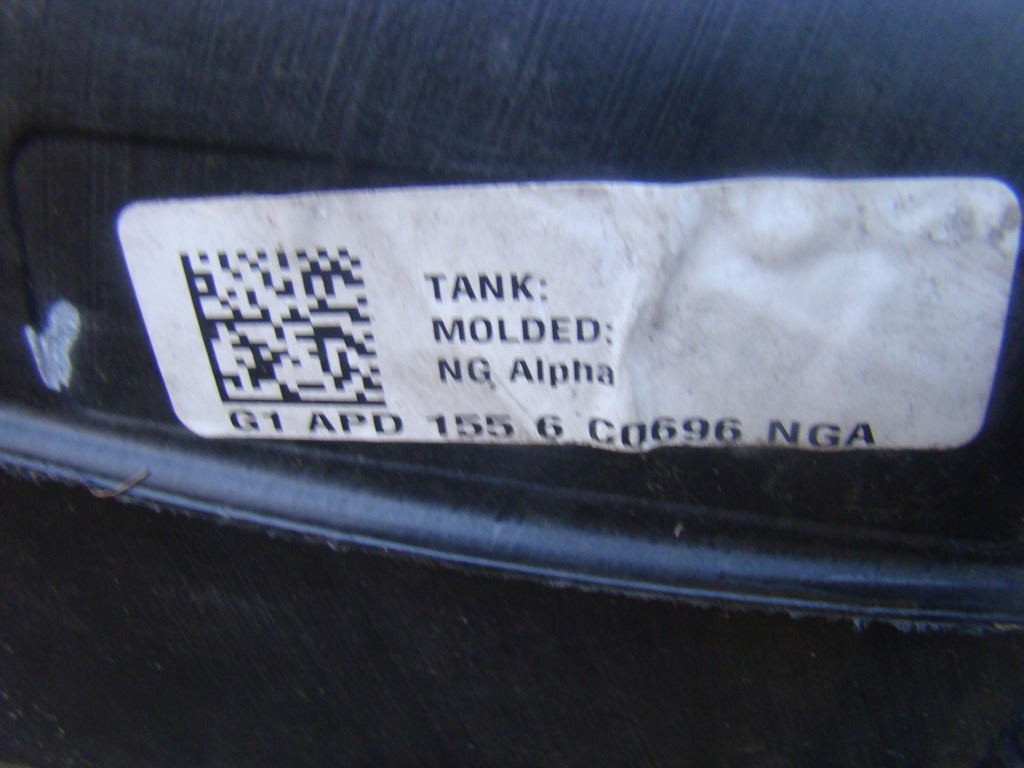 TANK:
MOLDED:
NG Alpha
G1 APD 155 6 C0696 NGA